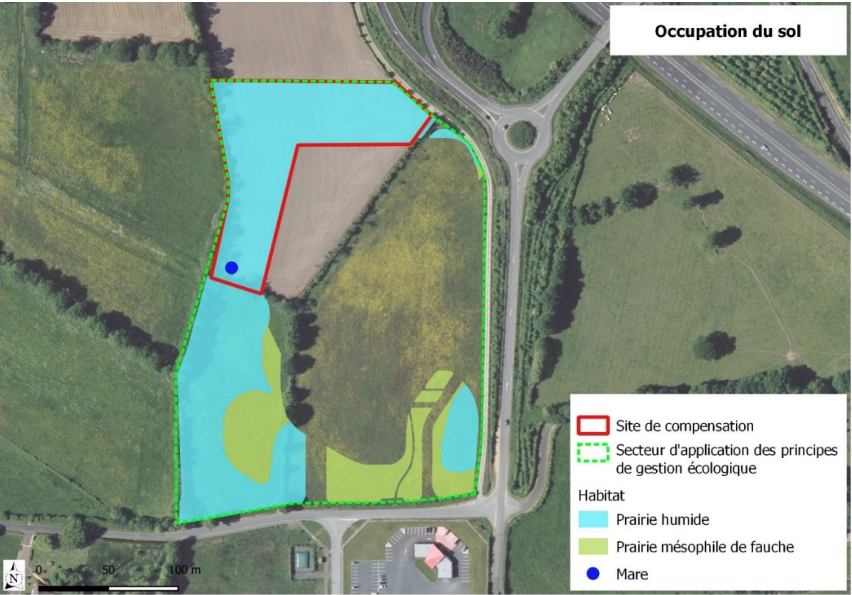 Occupation du sol
Site de compensation
Secteur d'application des principes
de gestion écologique
Habitat
Prairie humide
Prairie mésophile de fauche
Mare
N
0 50 100 m